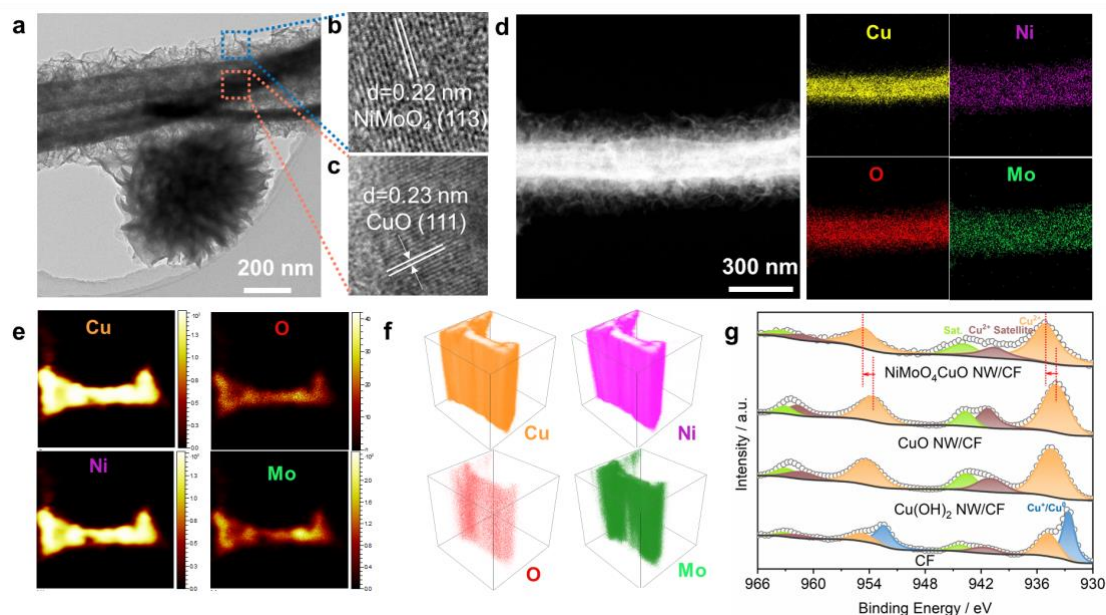 a
200 nm
b
d=0.22 nm
NiMoO₄ (113)
c
d=0.23 nm
CuO (111)
d
300 nm
Cu
Ni
O
Mo
e
Cu
O
Ni
Mo
f
Cu
Ni
O
Mo
g
Cu²⁺
Sat. Cu²⁺ Satellite
NiMoO₄CuO NW/CF
CuO NW/CF
Cu(OH)₂ NW/CF
Cu⁺/Cu
CF
Intensity / a.u.
966 960 954 948 942 936 930
Binding Energy / eV